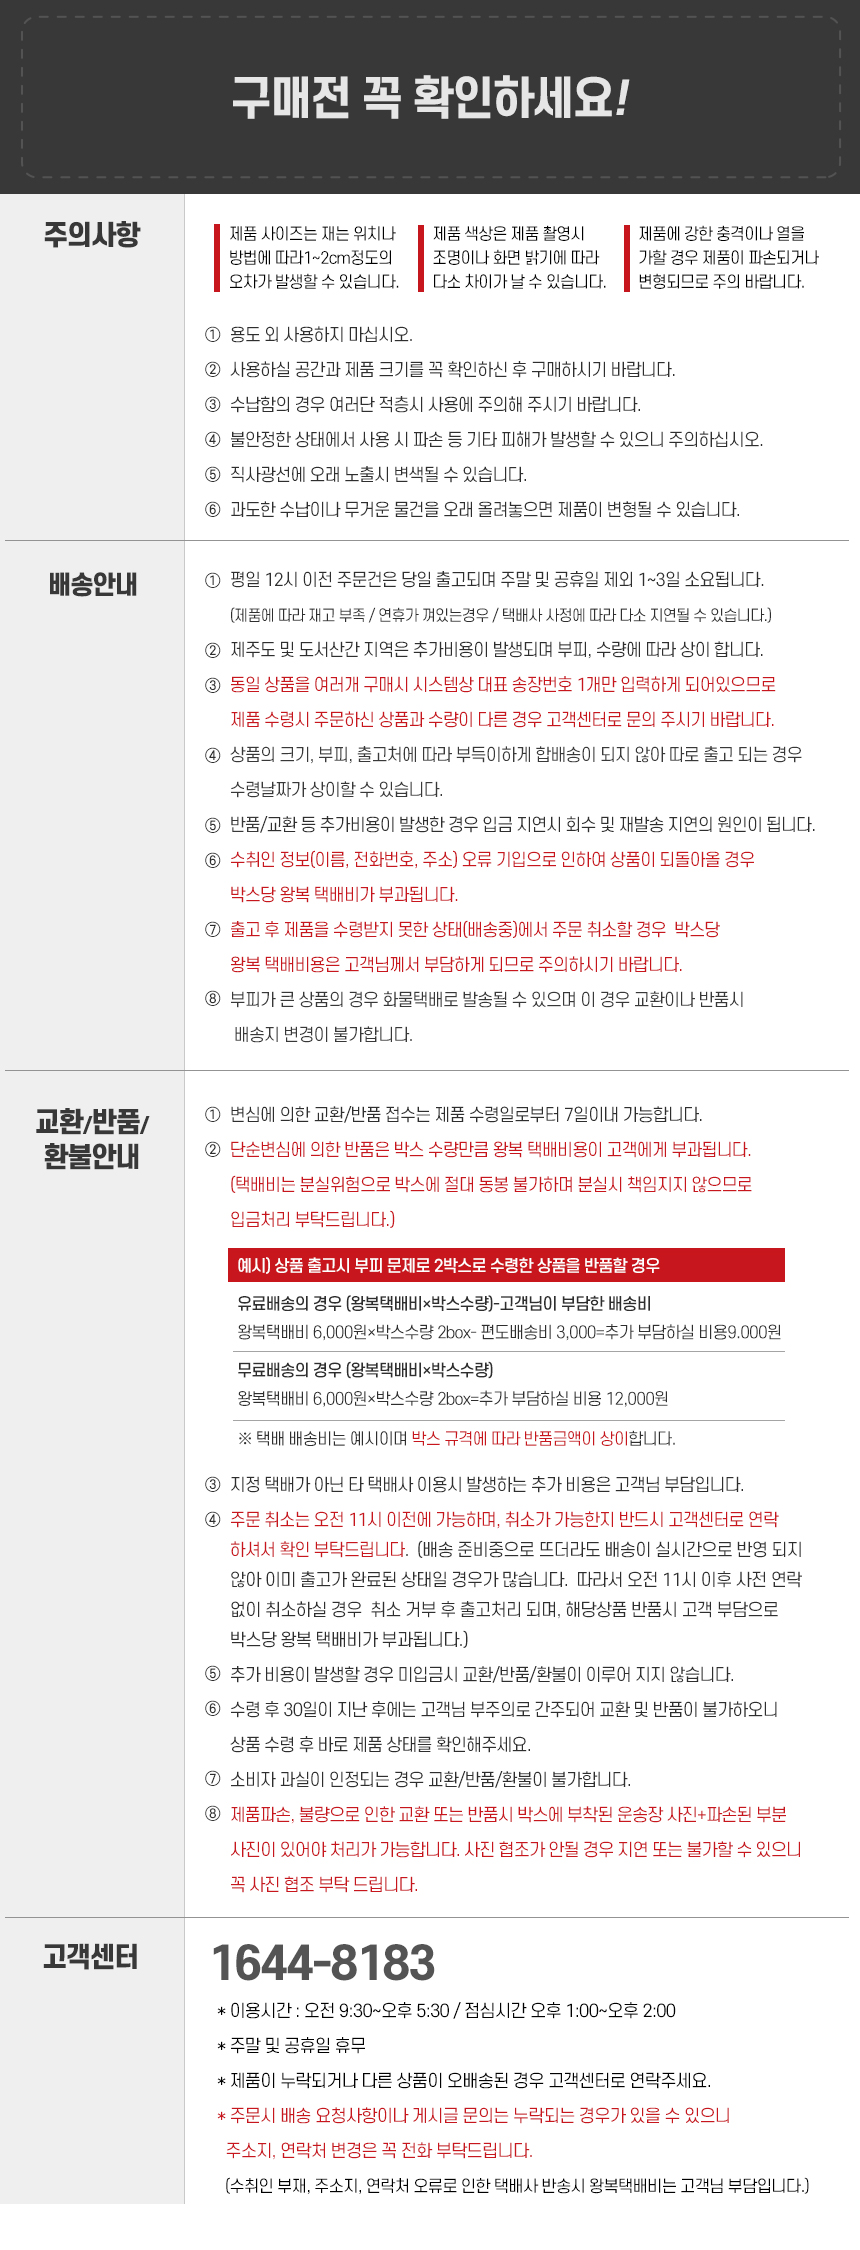 구매전 꼭 확인하세요!
주의사항
제품 사이즈는 재는 위치나
방법에 따라1~2cm정도의
오차가 발생할 수 있습니다.
제품 색상은 제품 촬영시
조명이나 화면 밝기에 따라
다소 차이가 날 수 있습니다.
제품에 강한 충격이나 열을
가할 경우 제품이 파손되거나
변형되므로 주의 바랍니다.
① 용도 외 사용하지 마십시오.
② 사용하실 공간과 제품 크기를 꼭 확인하신 후 구매하시기 바랍니다.
③ 수납함의 경우 여러단 적층시 사용에 주의해 주시기 바랍니다.
④ 불안정한 상태에서 사용 시 파손 등 기타 피해가 발생할 수 있으니 주의하십시오.
⑤ 직사광선에 오래 노출시 변색될 수 있습니다.
⑥ 과도한 수납이나 무거운 물건을 오래 올려놓으면 제품이 변형될 수 있습니다.
배송안내
① 평일 12시 이전 주문건은 당일 출고되며 주말 및 공휴일 제외 1~3일 소요됩니다.
(제품에 따라 재고 부족 / 연휴가 껴있는경우 / 택배사 사정에 따라 다소 지연될 수 있습니다.)
② 제주도 및 도서산간 지역은 추가비용이 발생되며 부피, 수량에 따라 상이 합니다.
③ 동일 상품을 여러개 구매시 시스템상 대표 송장번호 1개만 입력하게 되어있으므로
제품 수령시 주문하신 상품과 수량이 다른 경우 고객센터로 문의 주시기 바랍니다.
④ 상품의 크기, 부피, 출고처에 따라 부득이하게 합배송이 되지 않아 따로 출고 되는 경우
수령날짜가 상이할 수 있습니다.
⑤ 반품/교환 등 추가비용이 발생한 경우 입금 지연시 회수 및 재발송 지연의 원인이 됩니다.
⑥ 수취인 정보(이름, 전화번호, 주소) 오류 기입으로 인하여 상품이 되돌아올 경우
박스당 왕복 택배비가 부과됩니다.
⑦ 출고 후 제품을 수령받지 못한 상태(배송중)에서 주문 취소할 경우 박스당
왕복 택배비용은 고객님께서 부담하게 되므로 주의하시기 바랍니다.
⑧ 부피가 큰 상품의 경우 화물택배로 발송될 수 있으며 이 경우 교환이나 반품시
배송지 변경이 불가합니다.
교환/반품/
환불안내
① 변심에 의한 교환/반품 접수는 제품 수령일로부터 7일이내 가능합니다.
② 단순변심에 의한 반품은 박스 수량만큼 왕복 택배비용이 고객에게 부과됩니다.
(택배비는 분실위험으로 박스에 절대 동봉 불가하며 분실시 책임지지 않으므로
입금처리 부탁드립니다.)
예시) 상품 출고시 부피 문제로 2박스로 수령한 상품을 반품할 경우
유료배송의 경우 (왕복택배비×박스수량)-고객님이 부담한 배송비
왕복택배비 6,000원×박스수량 2box- 편도배송비 3,000=추가 부담하실 비용9.000원
무료배송의 경우 (왕복택배비×박스수량)
왕복택배비 6,000원×박스수량 2box=추가 부담하실 비용 12,000원
※ 택배 배송비는 예시이며 박스 규격에 따라 반품금액이 상이합니다.
③ 지정 택배가 아닌 타 택배사 이용시 발생하는 추가 비용은 고객님 부담입니다.
④ 주문 취소는 오전 11시 이전에 가능하며, 취소가 가능한지 반드시 고객센터로 연락
하셔서 확인 부탁드립니다. (배송 준비중으로 뜨더라도 배송이 실시간으로 반영 되지
않아 이미 출고가 완료된 상태일 경우가 많습니다. 따라서 오전 11시 이후 사전 연락
없이 취소하실 경우 취소 거부 후 출고처리 되며, 해당상품 반품시 고객 부담으로
박스당 왕복 택배비가 부과됩니다.)
⑤ 추가 비용이 발생할 경우 미입금시 교환/반품/환불이 이루어 지지 않습니다.
⑥ 수령 후 30일이 지난 후에는 고객님 부주의로 간주되어 교환 및 반품이 불가하오니
상품 수령 후 바로 제품 상태를 확인해주세요.
⑦ 소비자 과실이 인정되는 경우 교환/반품/환불이 불가합니다.
⑧ 제품파손, 불량으로 인한 교환 또는 반품시 박스에 부착된 운송장 사진+파손된 부분
사진이 있어야 처리가 가능합니다. 사진 협조가 안될 경우 지연 또는 불가할 수 있으니
꼭 사진 협조 부탁 드립니다.
고객센터
1644-8183
* 이용시간 : 오전 9:30~오후 5:30 / 점심시간 오후 1:00~오후 2:00
* 주말 및 공휴일 휴무
* 제품이 누락되거나 다른 상품이 오배송된 경우 고객센터로 연락주세요.
* 주문시 배송 요청사항이나 게시글 문의는 누락되는 경우가 있을 수 있으니
주소지, 연락처 변경은 꼭 전화 부탁드립니다.
(수취인 부재, 주소지, 연락처 오류로 인한 택배사 반송시 왕복택배비는 고객님 부담입니다.)